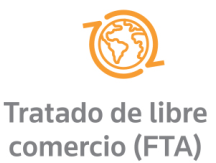 Tratado de libre
comercio (FTA)